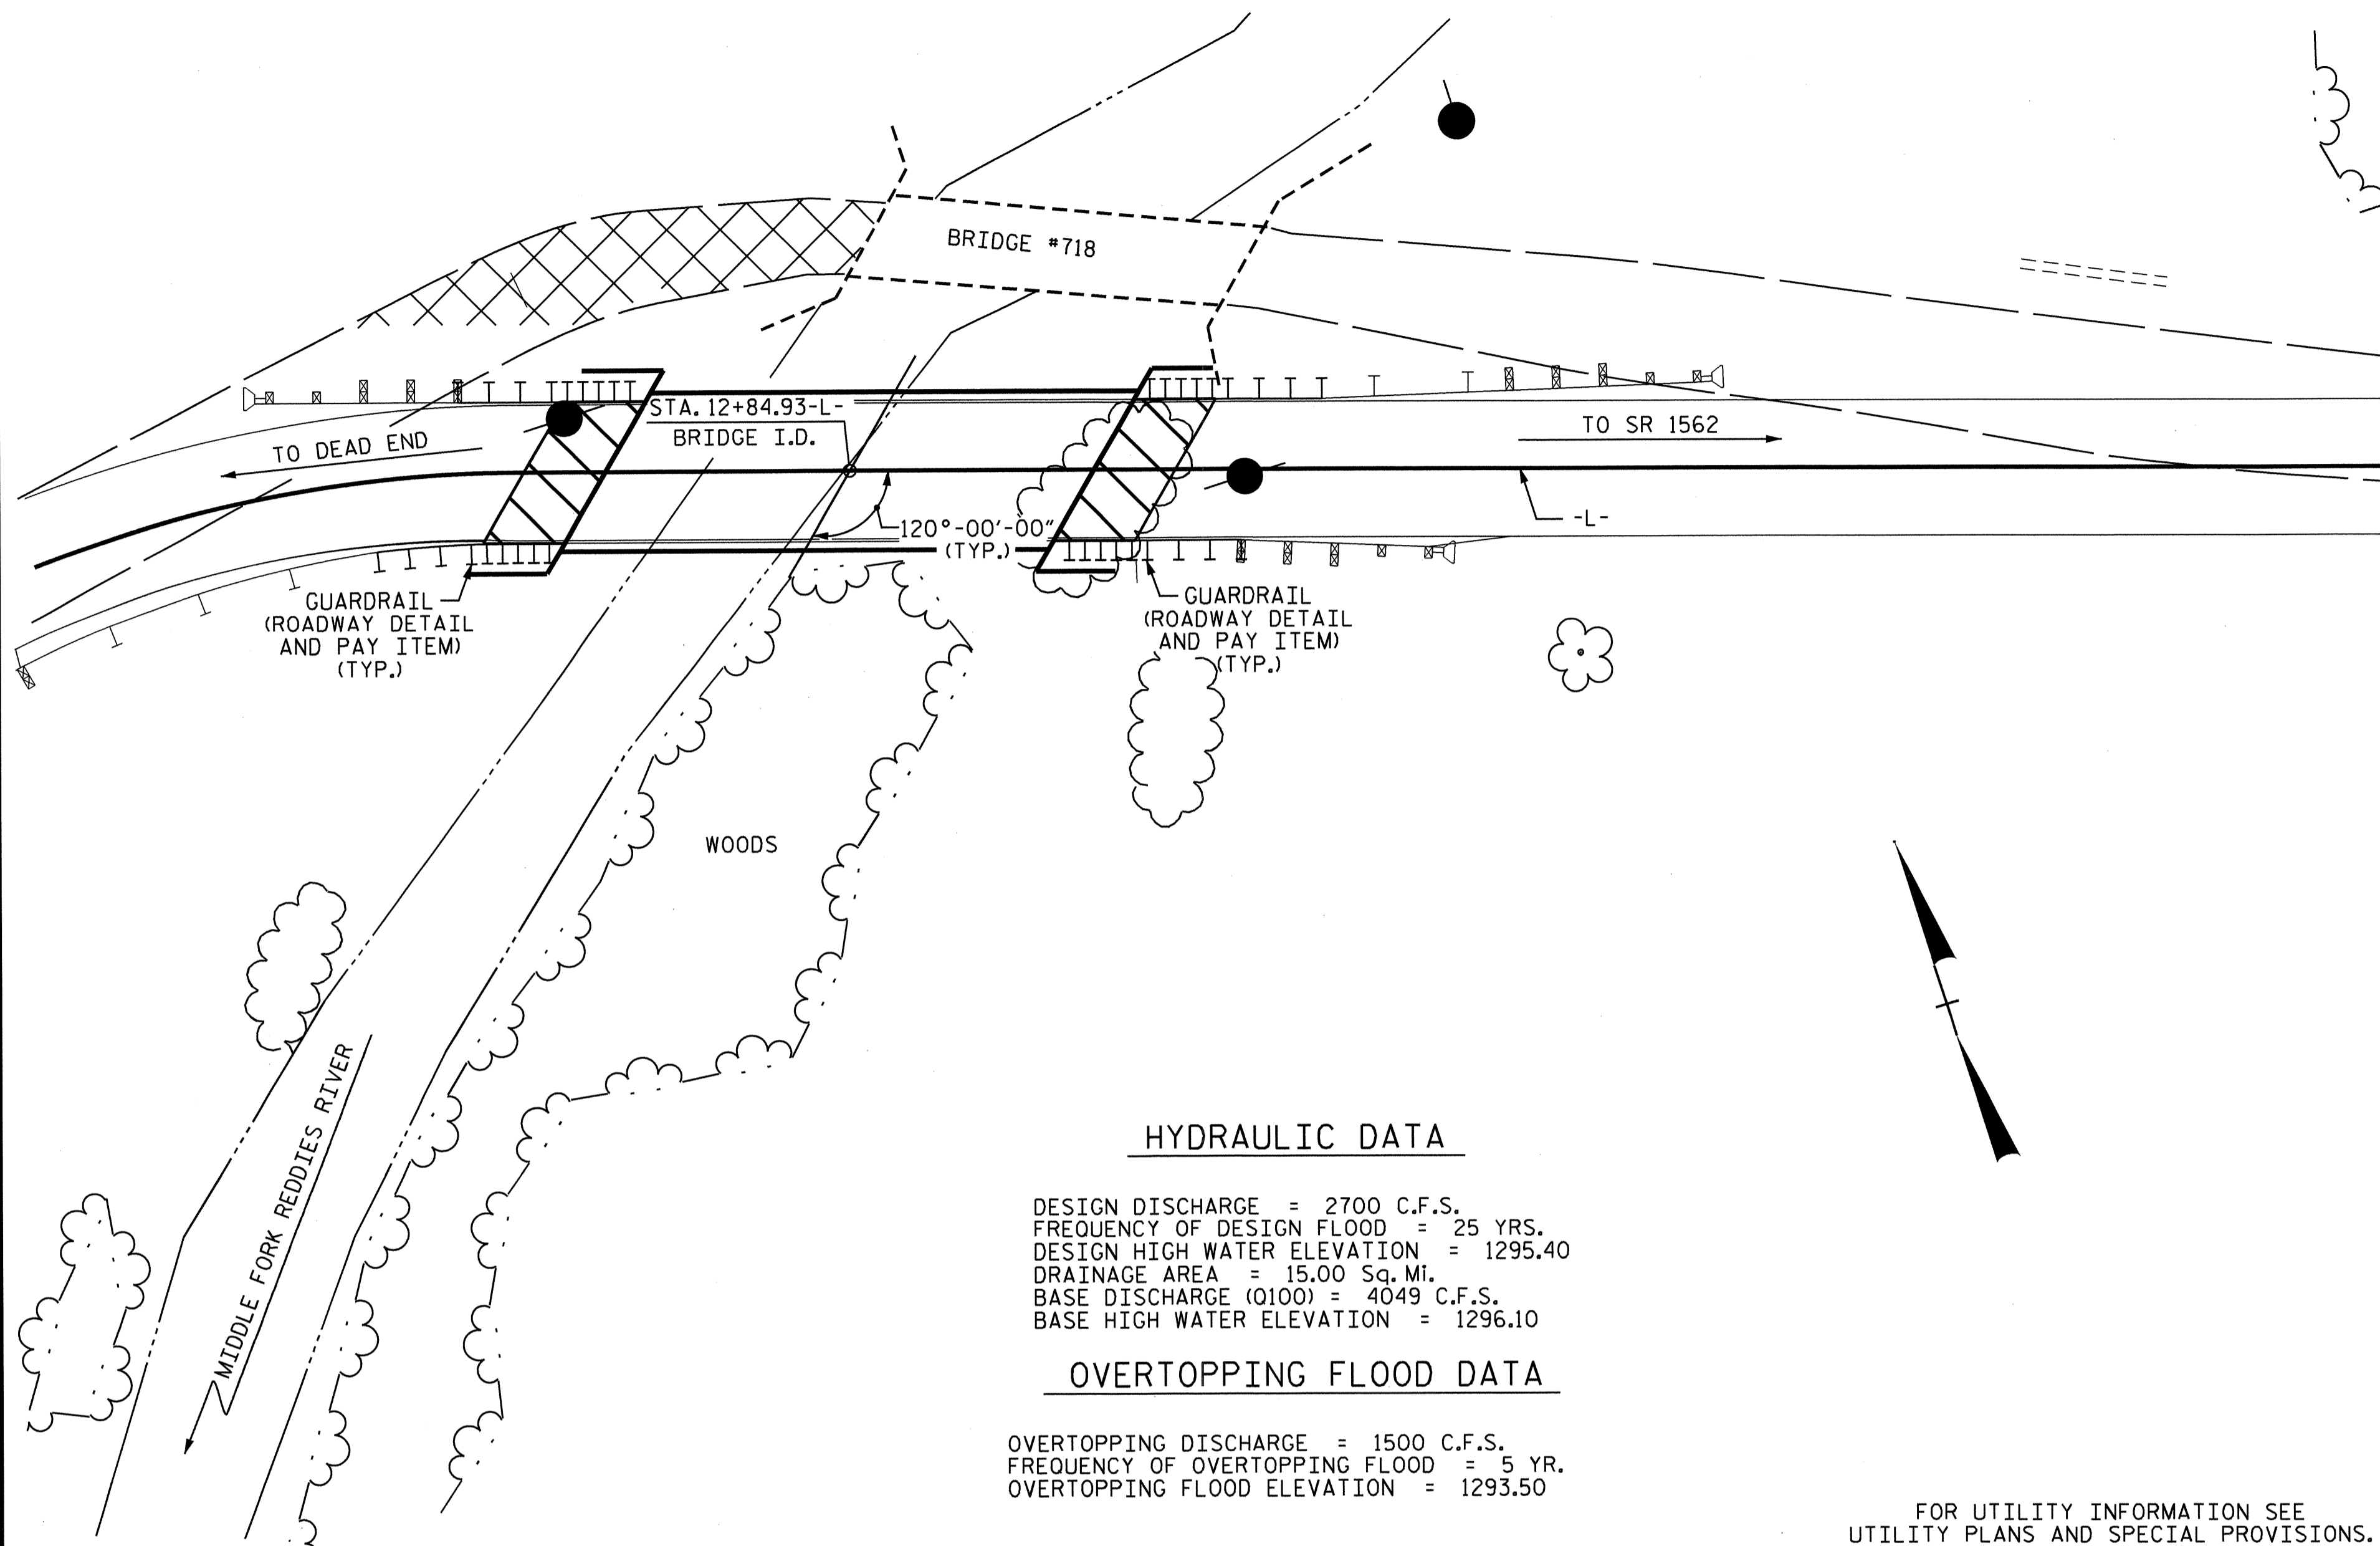 BRIDGE #718
STA. 12+84.93-L-
BRIDGE I.D.
TO DEAD END
TO SR 1562
120°-00'-00"
(TYP.)
-L-
GUARDRAIL
(ROADWAY DETAIL
AND PAY ITEM)
(TYP.)
GUARDRAIL
(ROADWAY DETAIL
AND PAY ITEM)
(TYP.)
WOODS
MIDDLE FORK REDDIES RIVER
HYDRAULIC DATA
DESIGN DISCHARGE = 2700 C.F.S.
FREQUENCY OF DESIGN FLOOD = 25 YRS.
DESIGN HIGH WATER ELEVATION = 1295.40
DRAINAGE AREA = 15.00 Sq. Mi.
BASE DISCHARGE (Q100) = 4049 C.F.S.
BASE HIGH WATER ELEVATION = 1296.10
OVERTOPPING FLOOD DATA
OVERTOPPING DISCHARGE = 1500 C.F.S.
FREQUENCY OF OVERTOPPING FLOOD = 5 YR.
OVERTOPPING FLOOD ELEVATION = 1293.50
FOR UTILITY INFORMATION SEE
UTILITY PLANS AND SPECIAL PROVISIONS.